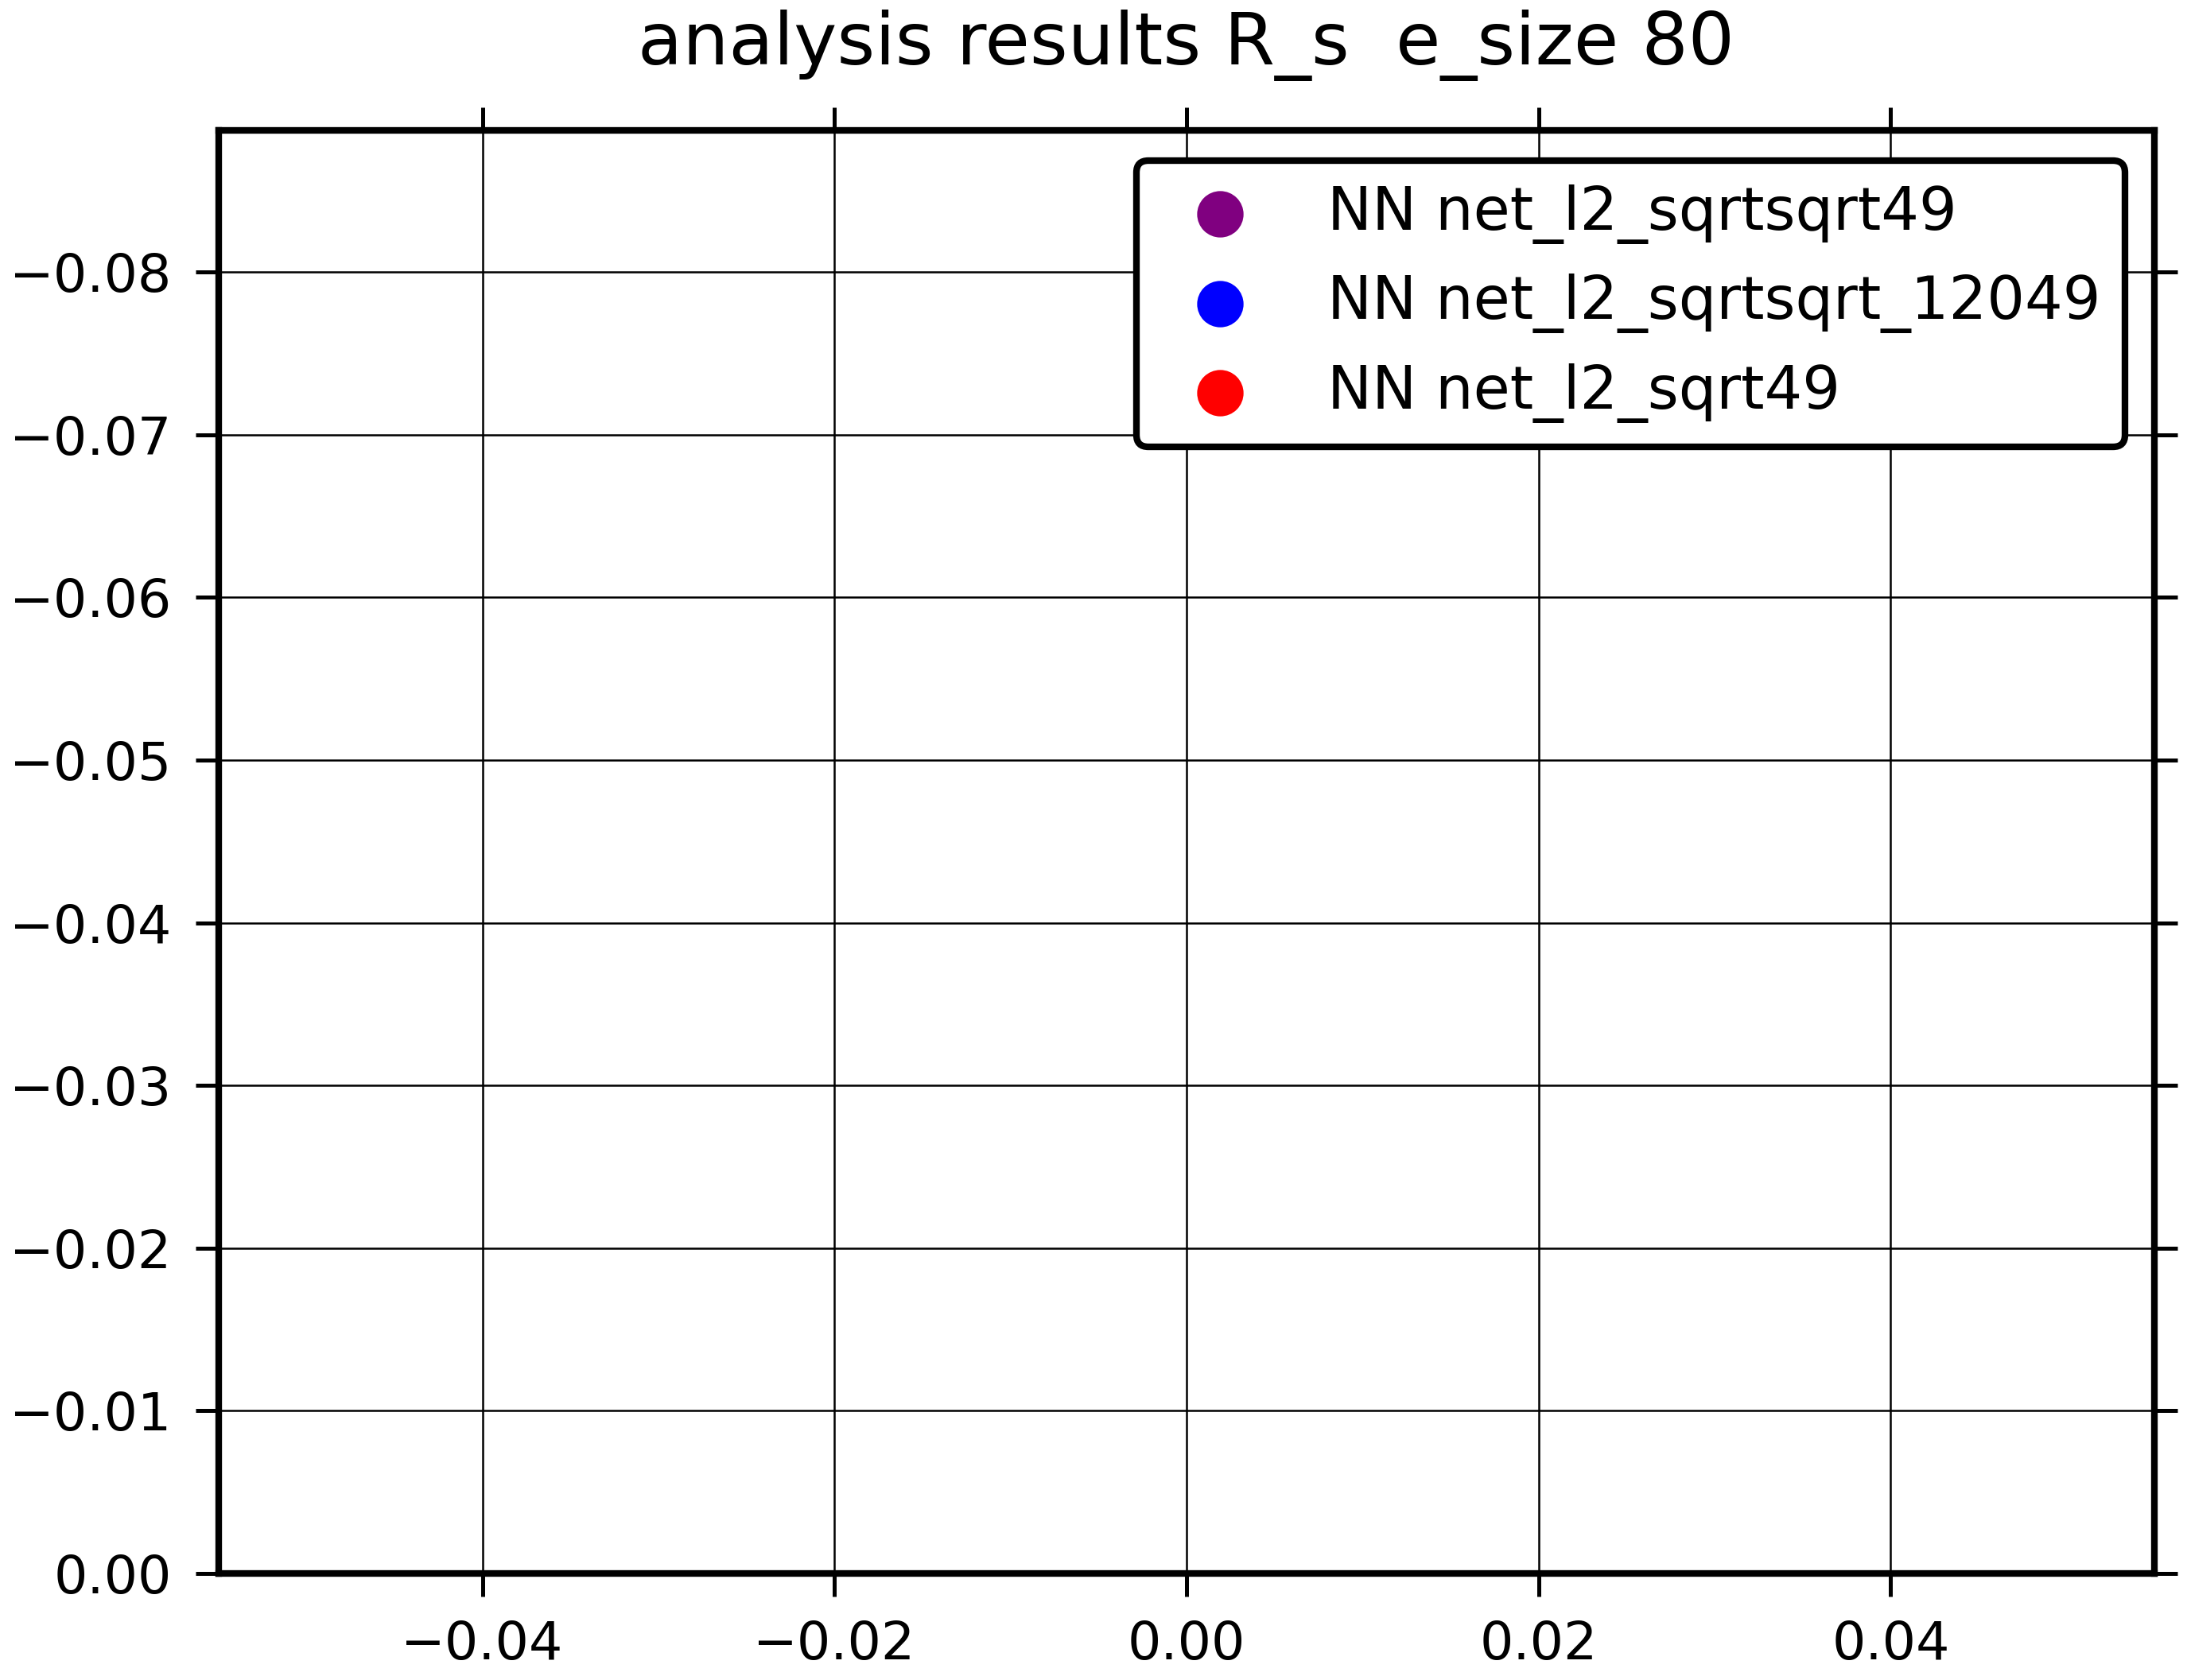 analysis results R_s  e_size 80
NN net_l2_sqrtsqrt49
NN net_l2_sqrtsqrt_12049
NN net_l2_sqrt49
−0.08
−0.07
−0.06
−0.05
−0.04
−0.03
−0.02
−0.01
0.00
−0.04 −0.02 0.00 0.02 0.04